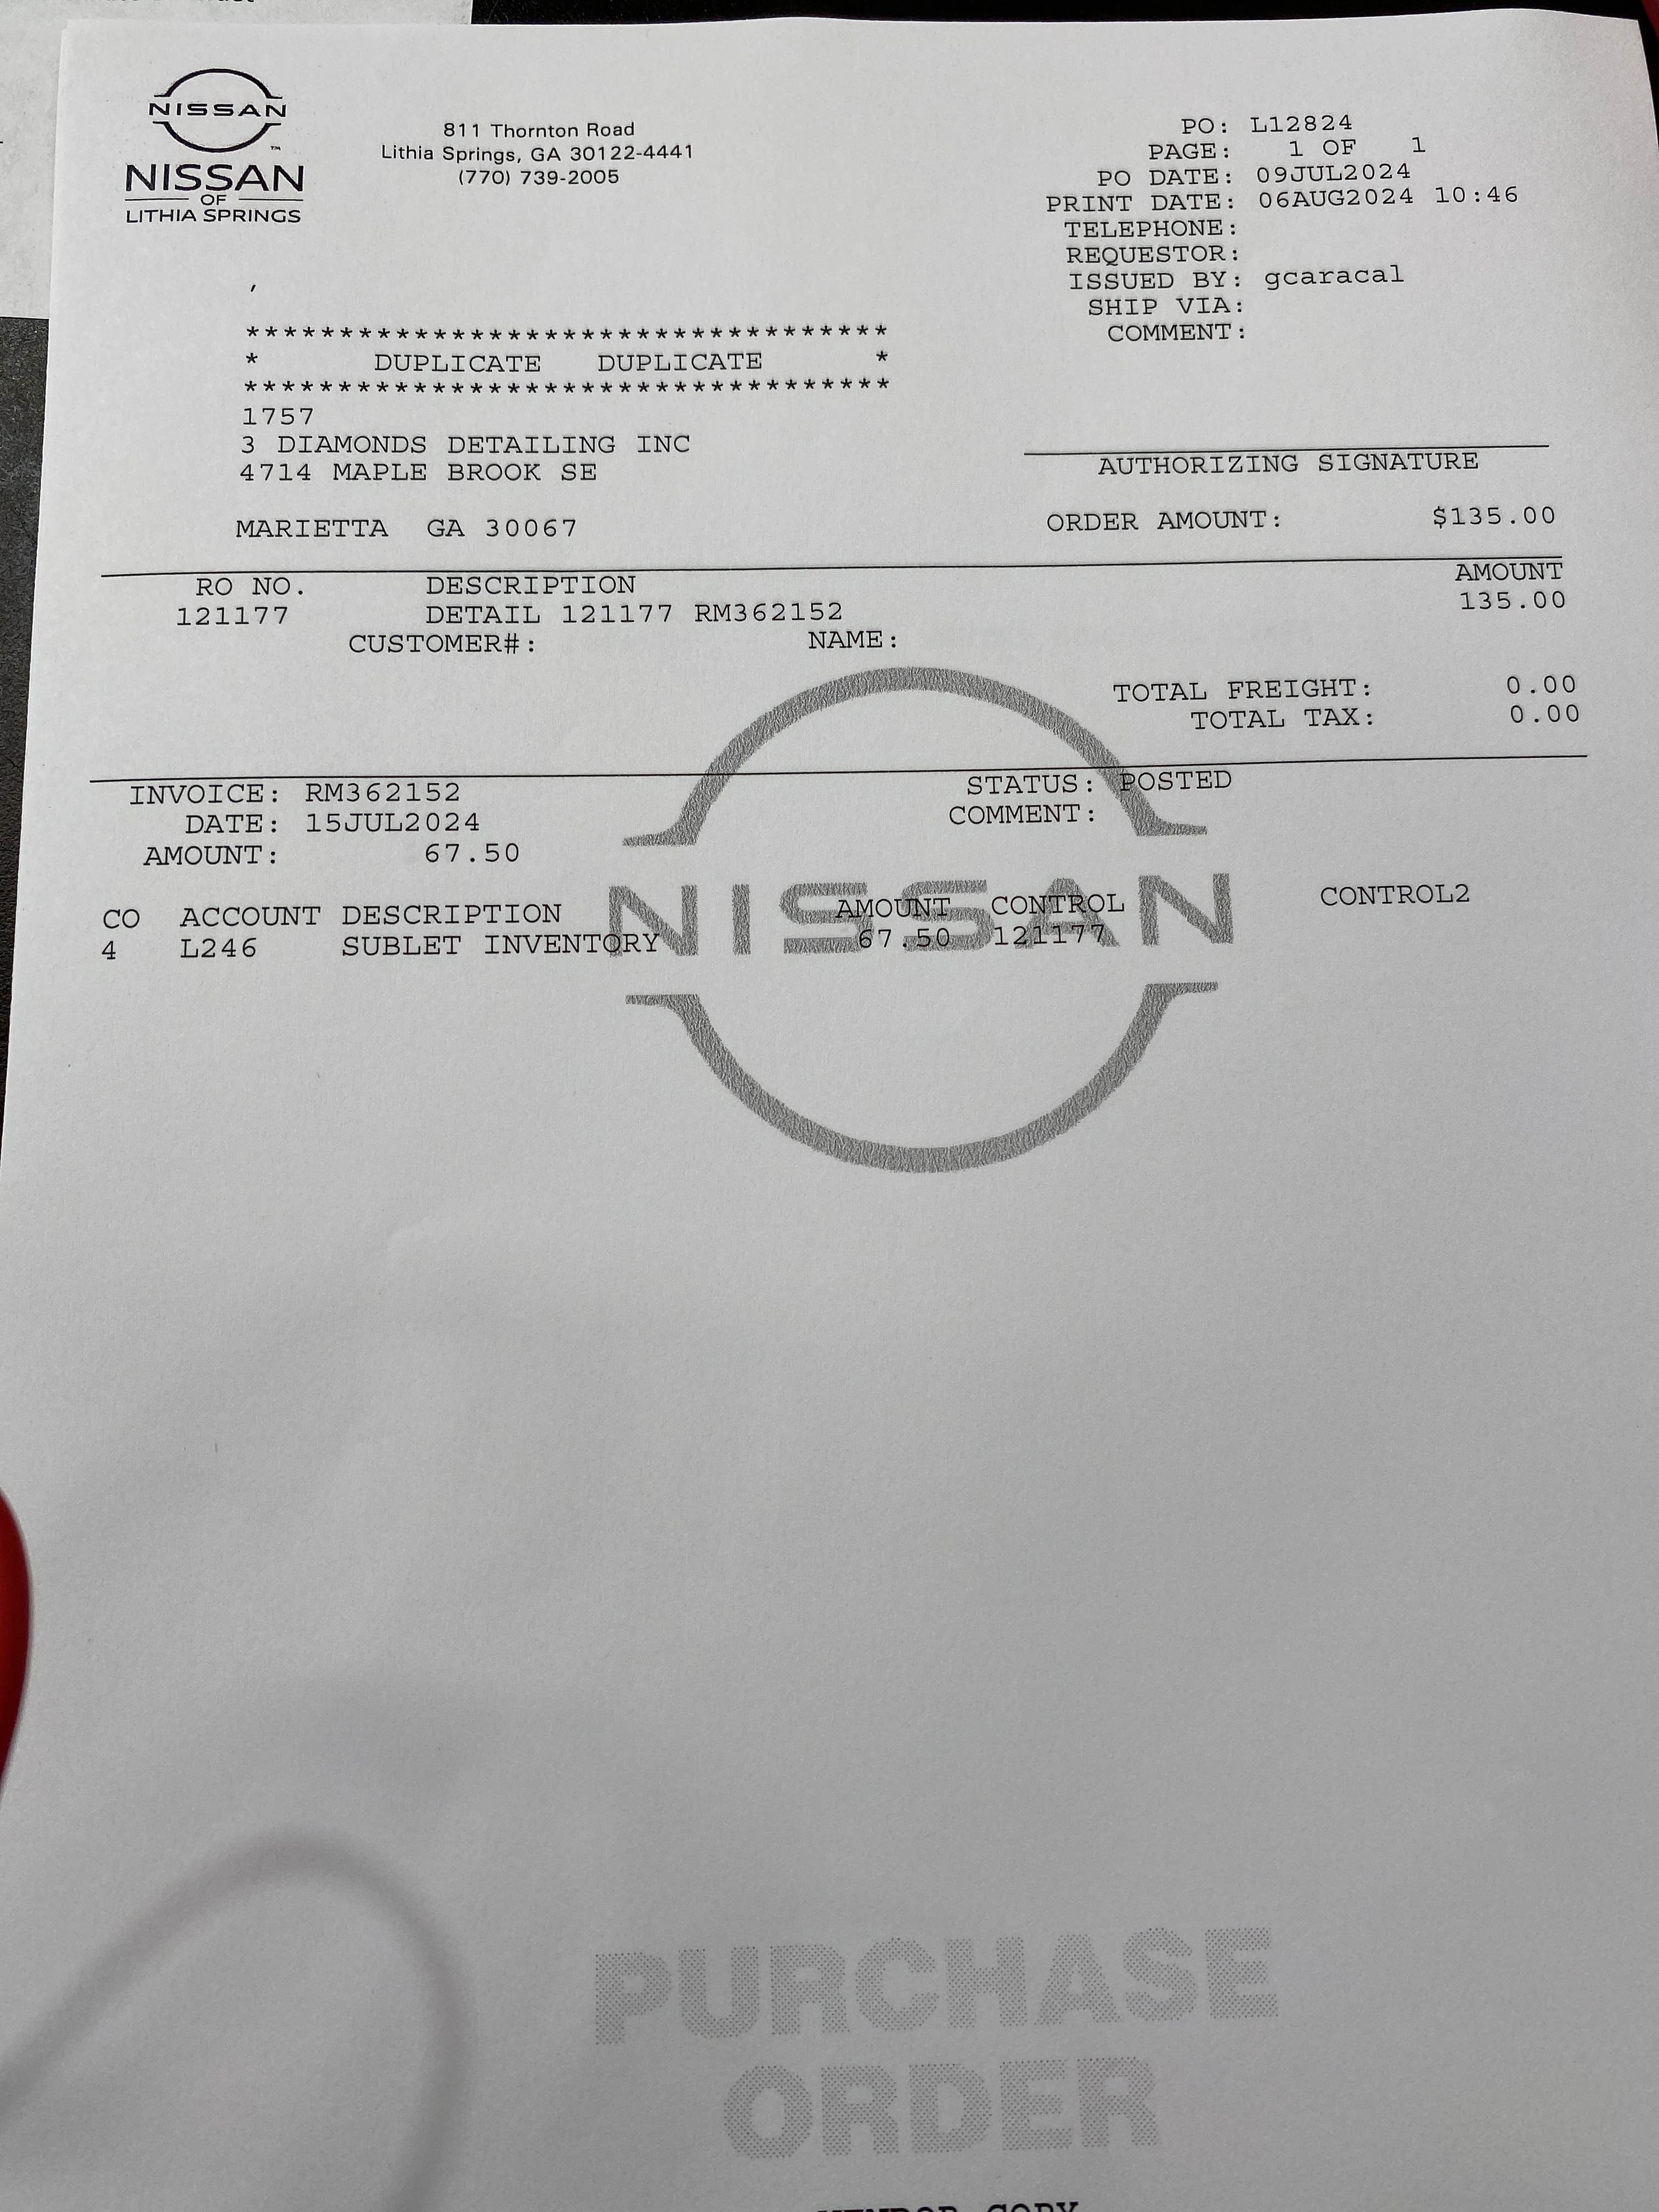 NISSAN
NISSAN
OF
LITHIA SPRINGS
811 Thornton Road
Lithia Springs, GA 30122-4441
(770) 739-2005
PO: L12824
PAGE: 1 OF 1
PO DATE: 09JUL2024
PRINT DATE: 06AUG2024 10:46
TELEPHONE:
REQUESTOR:
ISSUED BY: gcaracal
SHIP VIA:
COMMENT:
,
***********************************
* DUPLICATE DUPLICATE *
***********************************
1757
3 DIAMONDS DETAILING INC
4714 MAPLE BROOK SE
MARIETTA GA 30067
AUTHORIZING SIGNATURE
ORDER AMOUNT: $135.00
RO NO. DESCRIPTION AMOUNT
121177 DETAIL 121177 RM362152 135.00
CUSTOMER#: NAME:
TOTAL FREIGHT: 0.00
TOTAL TAX: 0.00
INVOICE: RM362152 STATUS: POSTED
DATE: 15JUL2024 COMMENT:
AMOUNT: 67.50
NISSAN
CO ACCOUNT DESCRIPTION AMOUNT CONTROL CONTROL2
4 L246 SUBLET INVENTORY 67.50 121177
PURCHASE
ORDER
VENDOR COPY